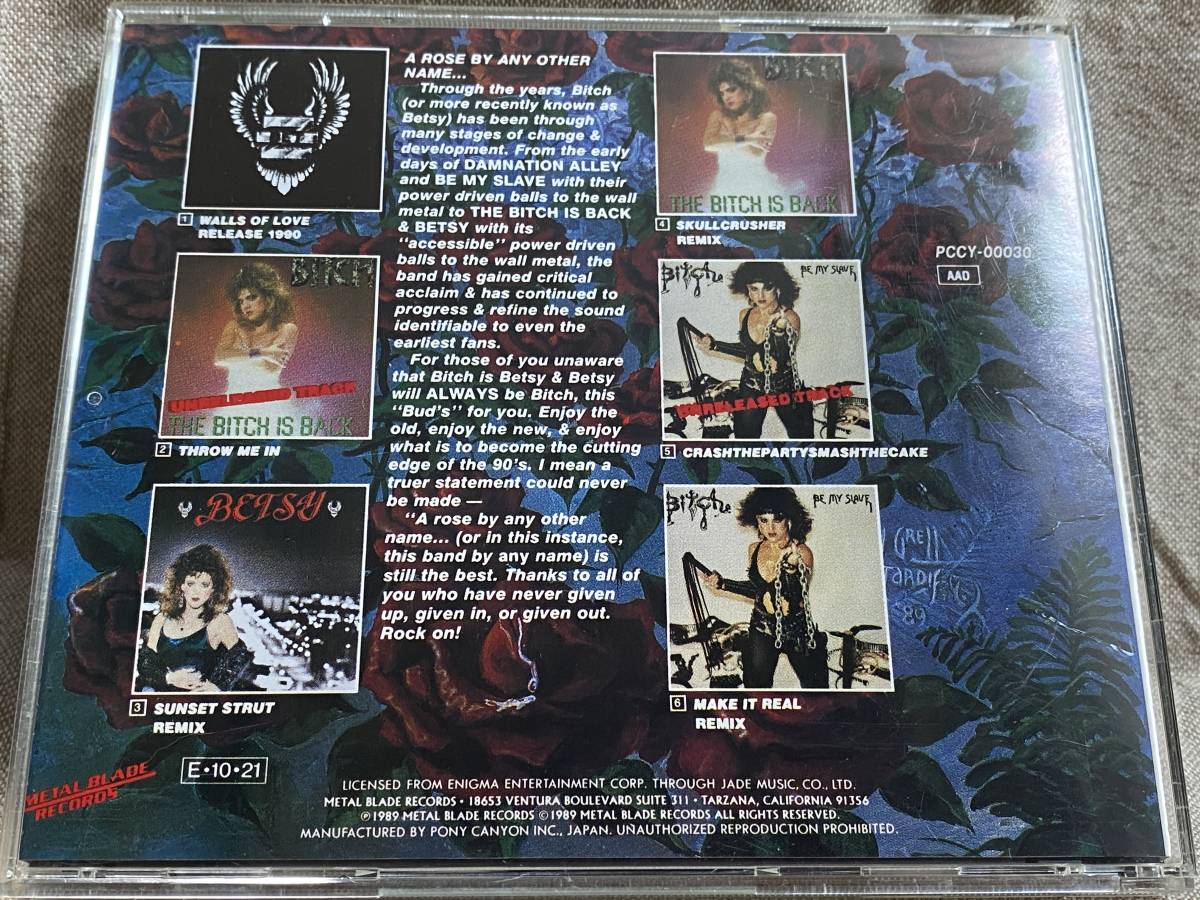 1 WALLS OF LOVE
RELEASE 1990
BITCH
UNRELEASED TRACK
THE BITCH IS BACK
2 THROW ME IN
BETSY
3 SUNSET STRUT
REMIX
A ROSE BY ANY OTHER
NAME...
Through the years, Bitch
(or more recently known as
Betsy) has been through
many stages of change &
development. From the early
days of DAMNATION ALLEY
and BE MY SLAVE with their
power driven balls to the wall
metal to THE BITCH IS BACK
& BETSY with its
"accessible" power driven
balls to the wall metal, the
band has gained critical
acclaim & has continued to
progress & refine the sound
identifiable to even the
earliest fans.
For those of you unaware
that Bitch is Betsy & Betsy
will ALWAYS be Bitch, this
"Bud's" for you. Enjoy the
old, enjoy the new, & enjoy
what is to become the cutting
edge of the 90's. I mean a
truer statement could never
be made —
"A rose by any other
name... (or in this instance,
this band by any name) is
still the best. Thanks to all of
you who have never given
up, given in, or given out.
Rock on!
BITCH
THE BITCH IS BACK
4 SKULLCRUSHER
REMIX
Bitch BE MY SLAVE
UNRELEASED TRACK
5 CRASHTHEPARTYSMASHTHECAKE
Bitch BE MY SLAVE
6 MAKE IT REAL
REMIX
PCCY-00030
AAD
'89
METAL BLADE
RECORDS
E•10•21
LICENSED FROM ENIGMA ENTERTAINMENT CORP. THROUGH JADE MUSIC, CO., LTD.
METAL BLADE RECORDS • 18653 VENTURA BOULEVARD SUITE 311 • TARZANA, CALIFORNIA 91356
℗1989 METAL BLADE RECORDS ©1989 METAL BLADE RECORDS ALL RIGHTS RESERVED.
MANUFACTURED BY PONY CANYON INC., JAPAN. UNAUTHORIZED REPRODUCTION PROHIBITED.